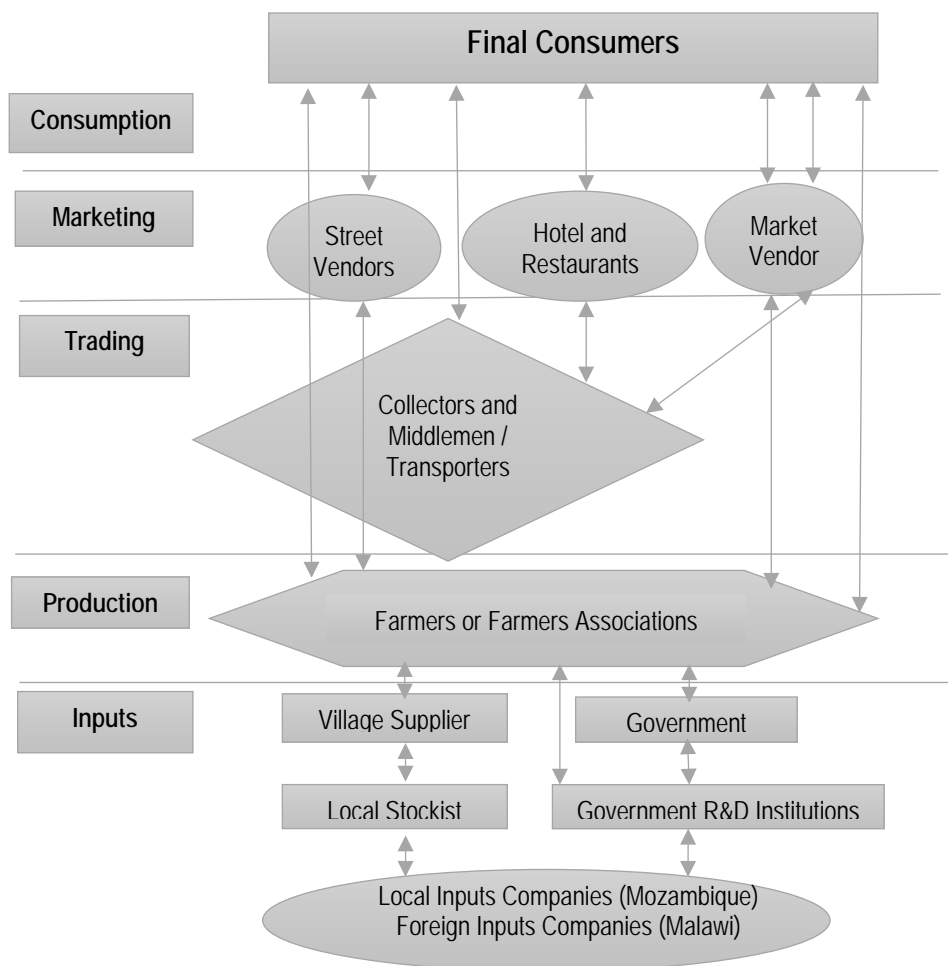 Final Consumers
Consumption
Marketing
Street
Vendors
Hotel and
Restaurants
Market
Vendor
Trading
Collectors and
Middlemen /
Transporters
Production
Farmers or Farmers Associations
Inputs
Village Supplier
Government
Local Stockist
Government R&D Institutions
Local Inputs Companies (Mozambique)
Foreign Inputs Companies (Malawi)